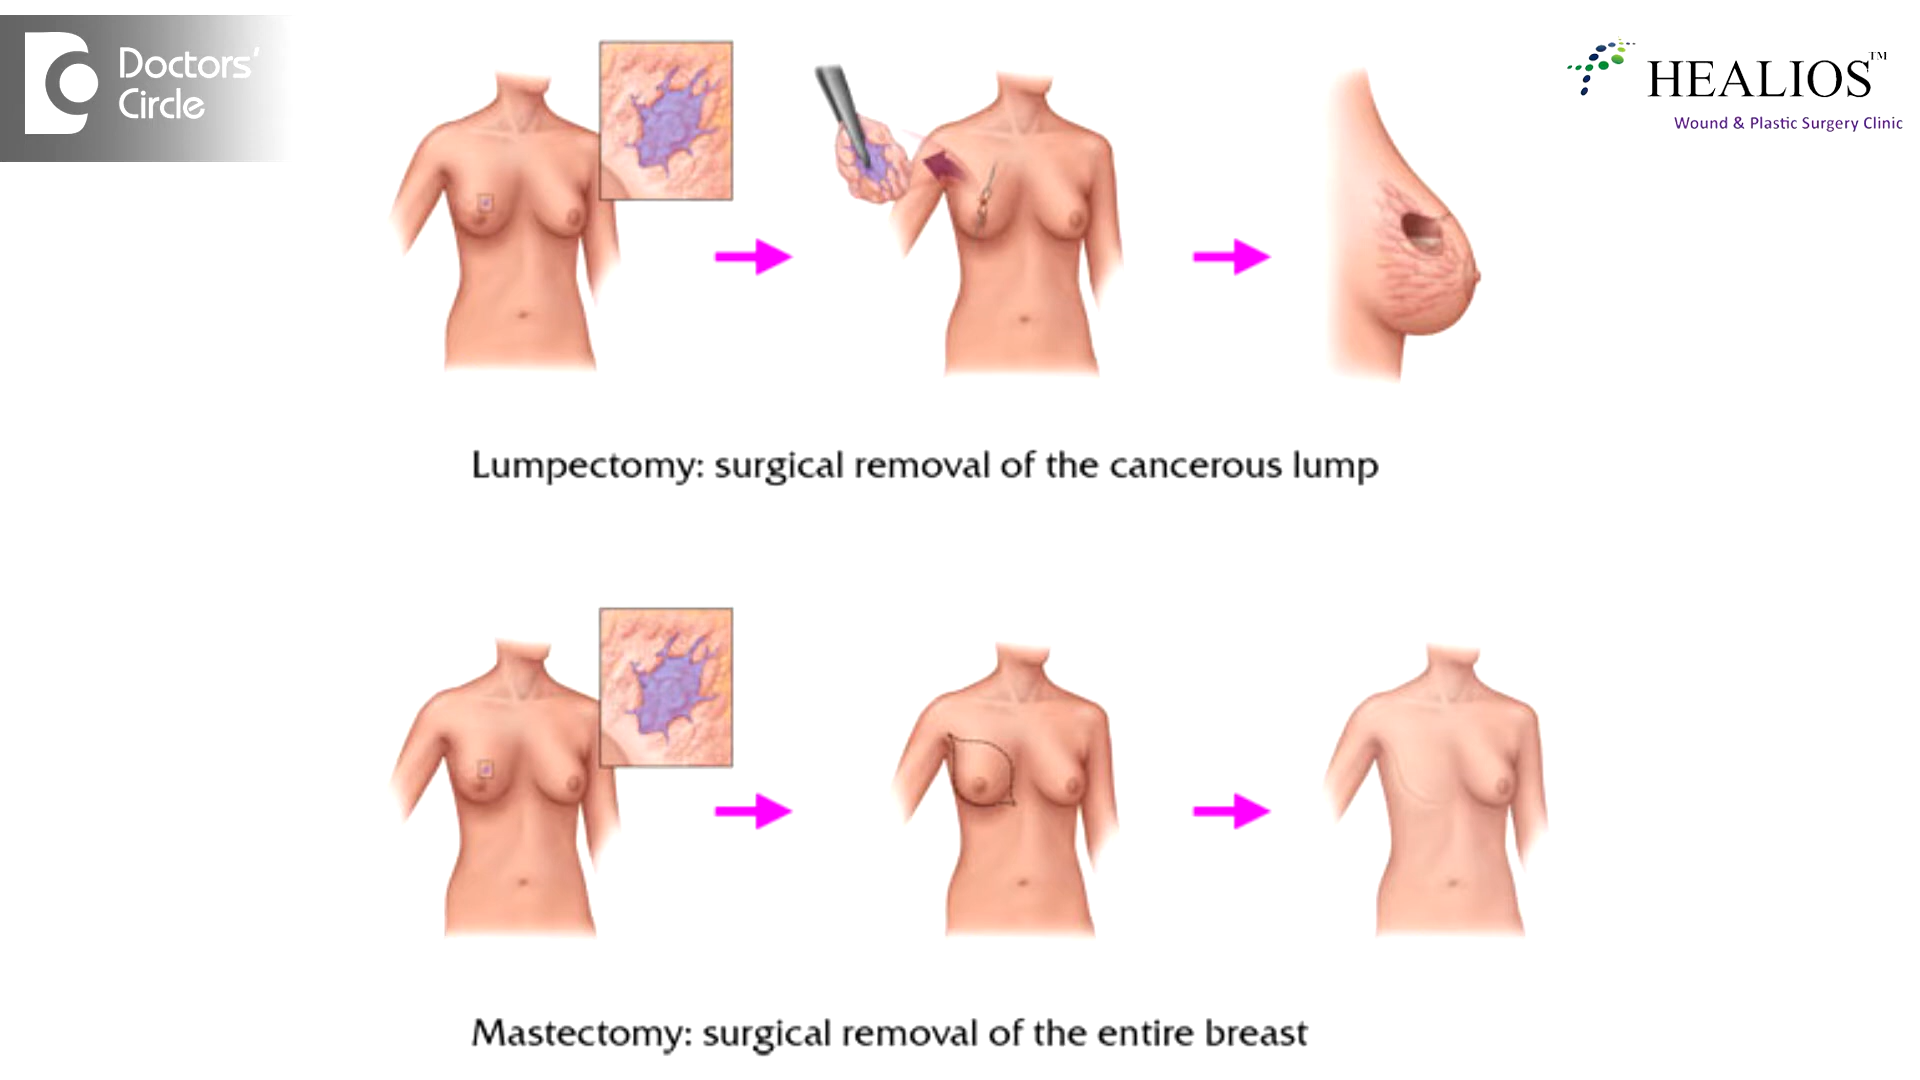 Doctors'
Circle
HEALIOS™
Wound & Plastic Surgery Clinic
Lumpectomy: surgical removal of the cancerous lump
Mastectomy: surgical removal of the entire breast